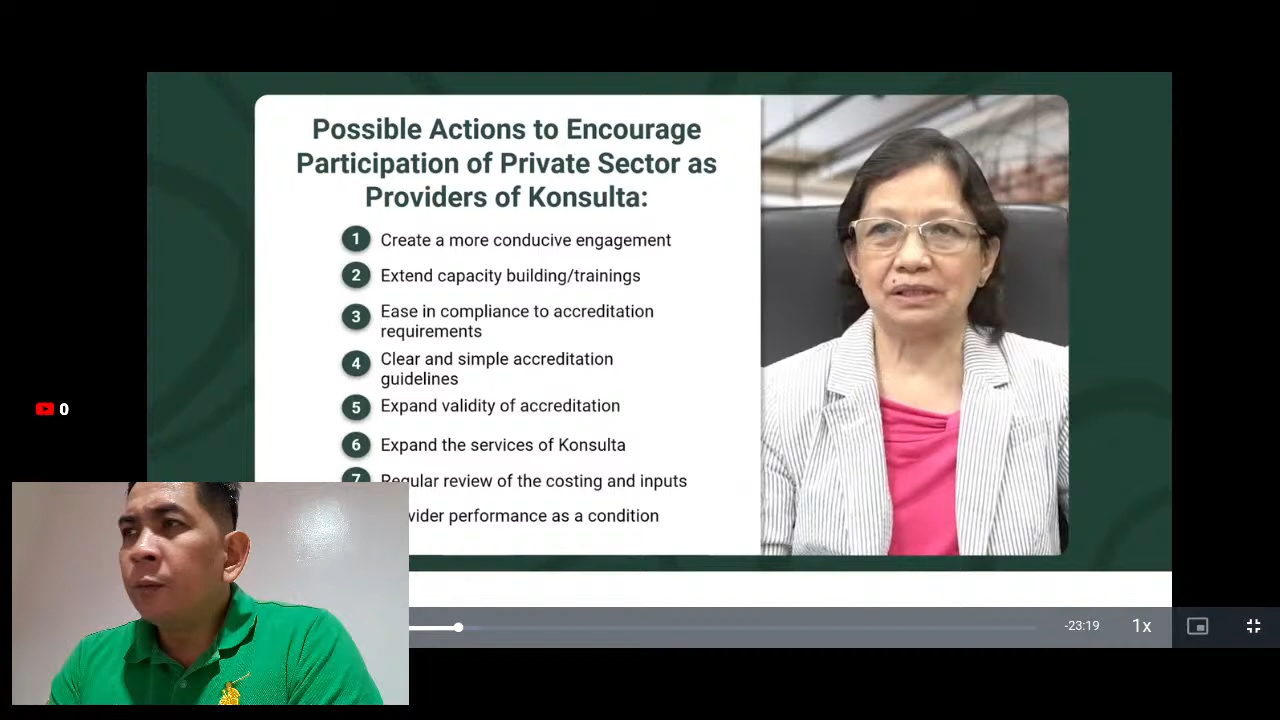 Possible Actions to Encourage
Participation of Private Sector as
Providers of Konsulta:
1 Create a more conducive engagement
2 Extend capacity building/trainings
3 Ease in compliance to accreditation
requirements
4 Clear and simple accreditation
guidelines
5 Expand validity of accreditation
6 Expand the services of Konsulta
7 Regular review of the costing and inputs
performance as a condition
0
-23:19
1x